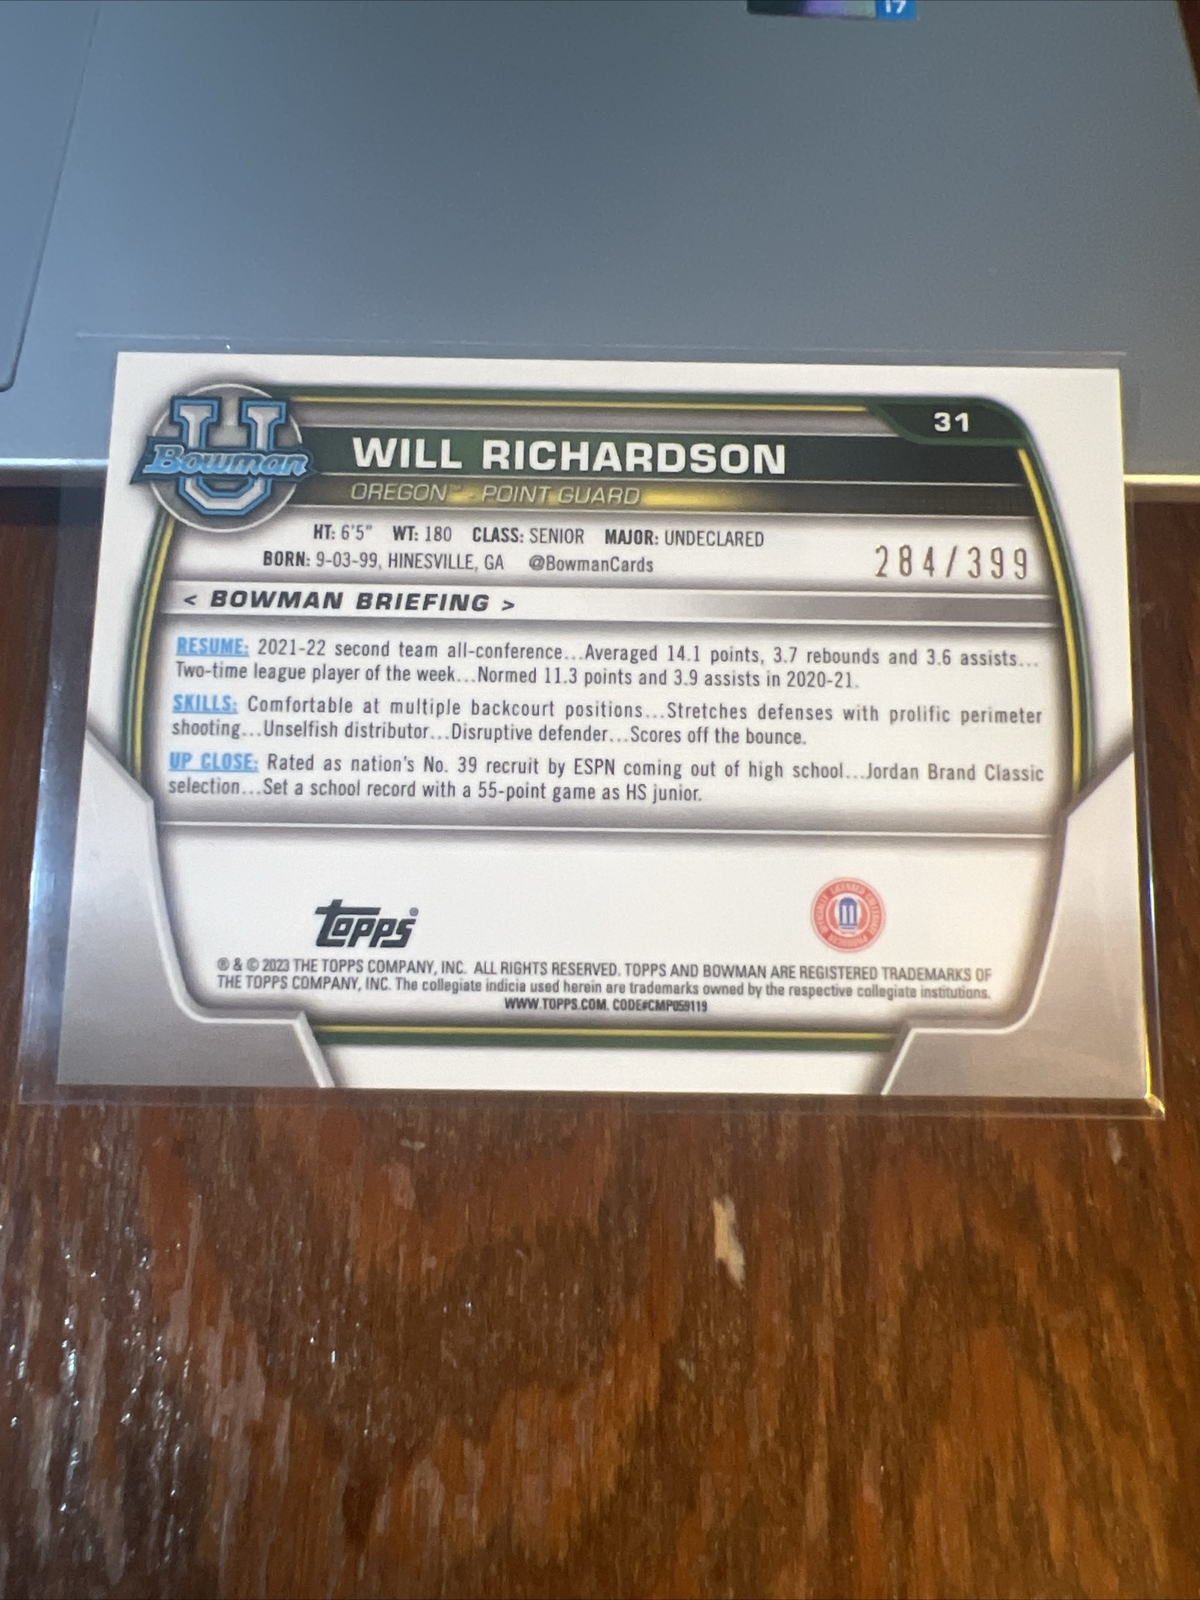 i7
31
U
Bowman
WILL RICHARDSON
OREGON™ - POINT GUARD
HT: 6'5" WT: 180 CLASS: SENIOR MAJOR: UNDECLARED
BORN: 9-03-99, HINESVILLE, GA @BowmanCards
284/399
< BOWMAN BRIEFING >
RESUME: 2021-22 second team all-conference...Averaged 14.1 points, 3.7 rebounds and 3.6 assists...
Two-time league player of the week...Normed 11.3 points and 3.9 assists in 2020-21.
SKILLS: Comfortable at multiple backcourt positions...Stretches defenses with prolific perimeter
shooting...Unselfish distributor...Disruptive defender...Scores off the bounce.
UP CLOSE: Rated as nation's No. 39 recruit by ESPN coming out of high school...Jordan Brand Classic
selection...Set a school record with a 55-point game as HS junior.
Topps®
® & © 2023 THE TOPPS COMPANY, INC. ALL RIGHTS RESERVED. TOPPS AND BOWMAN ARE REGISTERED TRADEMARKS OF
THE TOPPS COMPANY, INC. The collegiate indicia used herein are trademarks owned by the respective collegiate institutions.
WWW.TOPPS.COM. CODE#CMP059119